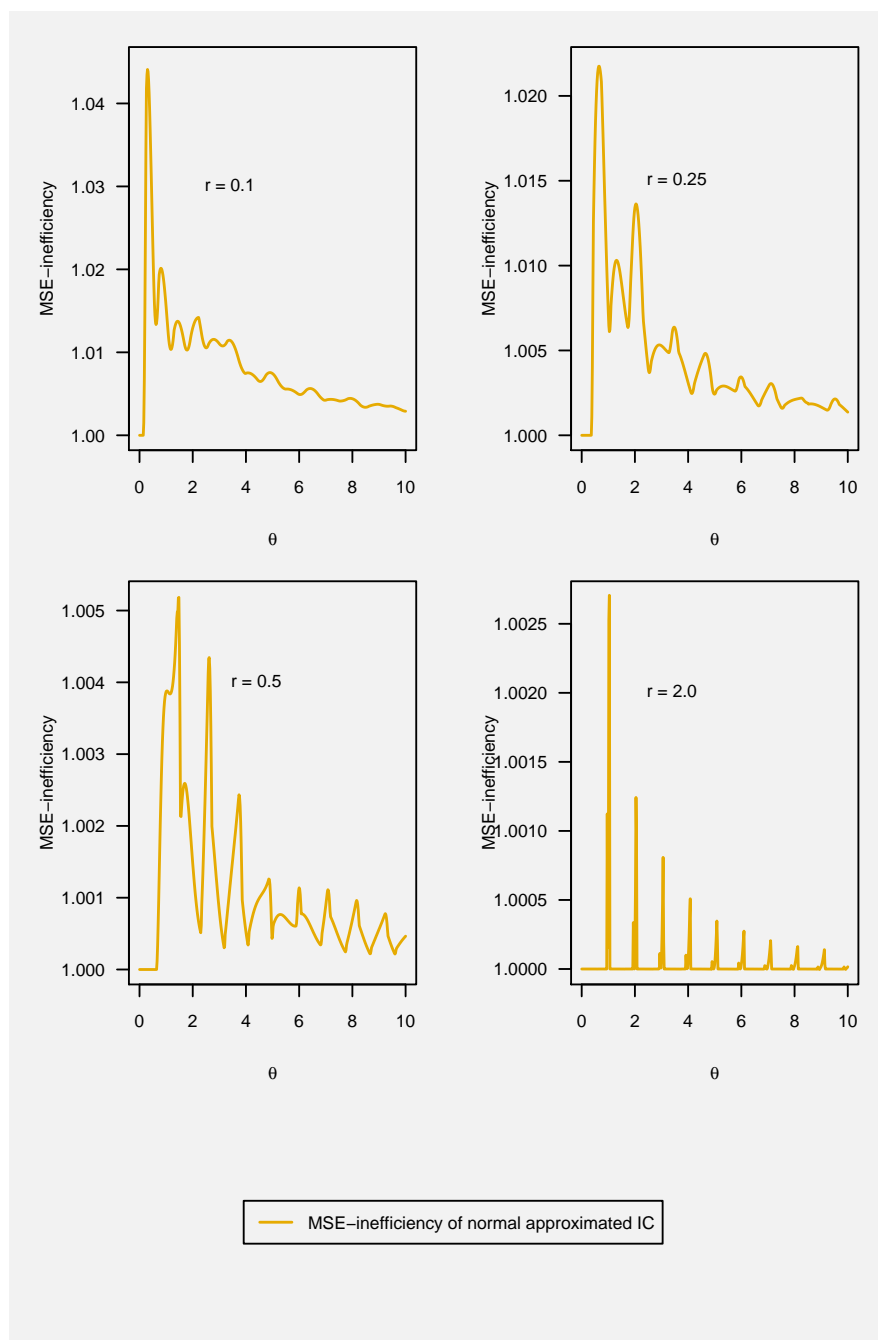 1.04
1.03
1.02
1.01
1.00
MSE−inefficiency
r = 0.1
0 2 4 6 8 10
θ
1.020
1.015
1.010
1.005
1.000
MSE−inefficiency
r = 0.25
0 2 4 6 8 10
θ
1.005
1.004
1.003
1.002
1.001
1.000
MSE−inefficiency
r = 0.5
0 2 4 6 8 10
θ
1.0025
1.0020
1.0015
1.0010
1.0005
1.0000
MSE−inefficiency
r = 2.0
0 2 4 6 8 10
θ
MSE−inefficiency of normal approximated IC